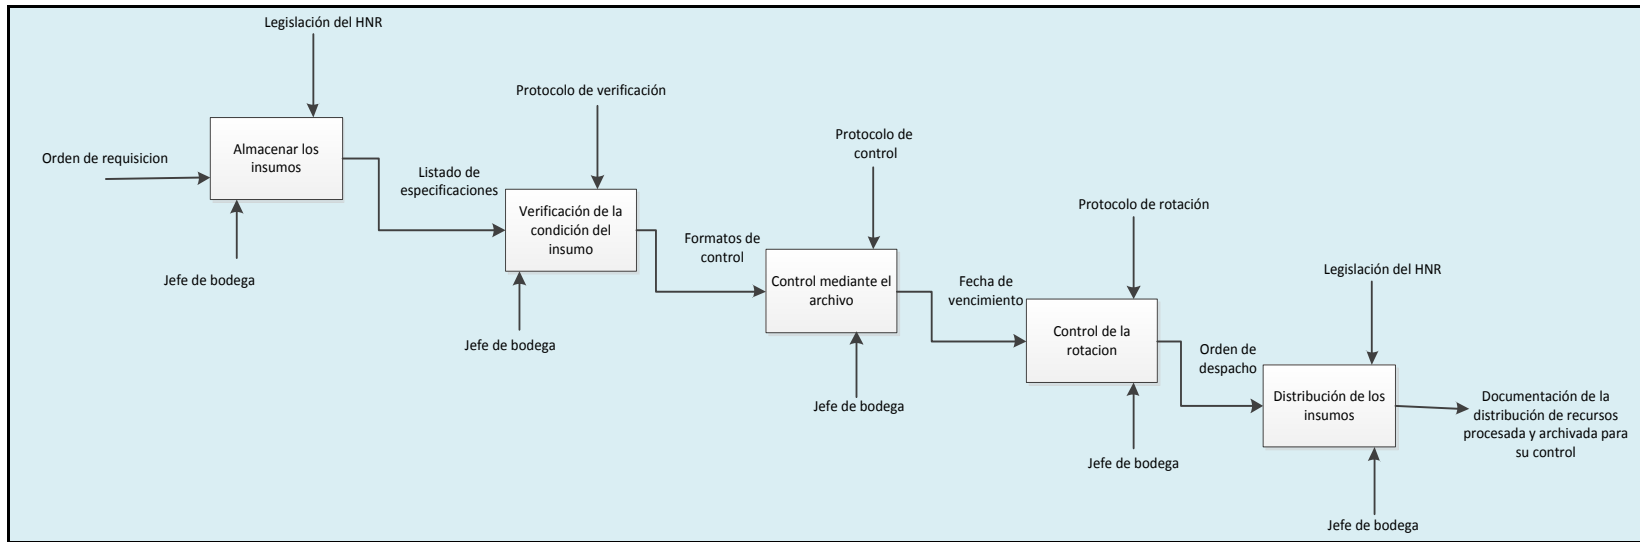 Legislación del HNR
Orden de requisicion
Almacenar los
insumos
Jefe de bodega
Protocolo de verificación
Listado de
especificaciones
Verificación de la
condición del
insumo
Jefe de bodega
Protocolo de
control
Formatos de
control
Control mediante el
archivo
Jefe de bodega
Protocolo de rotación
Fecha de
vencimiento
Control de la
rotacion
Jefe de bodega
Legislación del HNR
Orden de
despacho
Distribución de los
insumos
Jefe de bodega
Documentación de la
distribución de recursos
procesada y archivada para
su control